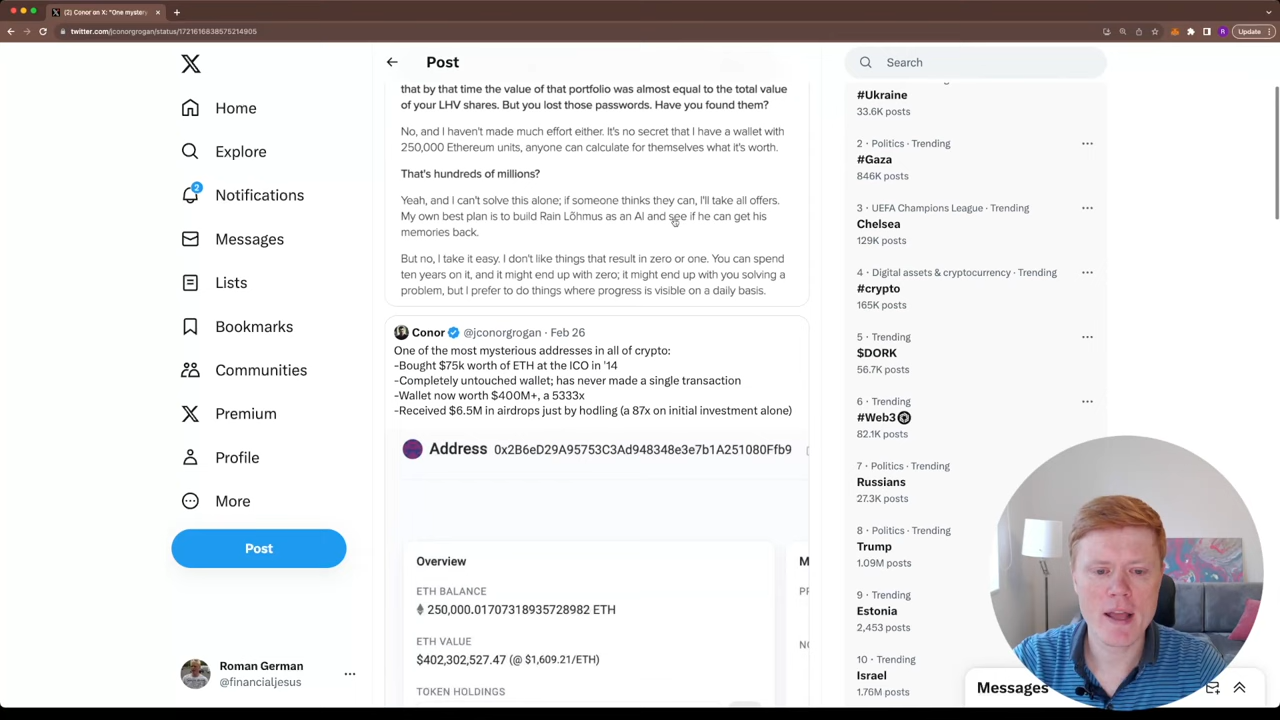 (2) Conor on X: "One mystery
twitter.com/jconorgrogan/status/1721616838575214905
Update
Home
Explore
2
Notifications
Messages
Lists
Bookmarks
Communities
Premium
Profile
More
Post
Roman German
@financialjesus
Post
that by that time the value of that portfolio was almost equal to the total value
of your LHV shares. But you lost those passwords. Have you found them?
No, and I haven't made much effort either. It's no secret that I have a wallet with
250,000 Ethereum units, anyone can calculate for themselves what it's worth.
That's hundreds of millions?
Yeah, and I can't solve this alone; if someone thinks they can, I'll take all offers.
My own best plan is to build Rain Lõhmus as an AI and see if he can get his
memories back.
But no, I take it easy. I don't like things that result in zero or one. You can spend
ten years on it, and it might end up with zero; it might end up with you solving a
problem, but I prefer to do things where progress is visible on a daily basis.
Conor @jconorgrogan · Feb 26
One of the most mysterious addresses in all of crypto:
-Bought $75k worth of ETH at the ICO in '14
-Completely untouched wallet; has never made a single transaction
-Wallet now worth $400M+, a 5333x
-Received $6.5M in airdrops just by hodling (a 87x on initial investment alone)
Address 0x2B6eD29A95753C3Ad948348e3e7b1A251080Ffb9
Overview
ETH BALANCE
250,000.01707318935728982 ETH
ETH VALUE
$402,302,527.47 (@ $1,609.21/ETH)
TOKEN HOLDINGS
M
Search
#Ukraine
33.6K posts
2 · Politics · Trending
#Gaza
846K posts
3 · UEFA Champions League · Trending
Chelsea
129K posts
4 · Digital assets & cryptocurrency · Trending
#crypto
165K posts
5 · Trending
$DORK
56.7K posts
6 · Trending
#Web3
82.1K posts
7 · Politics · Trending
Russians
27.3K posts
8 · Politics · Trending
Trump
1.09M posts
9 · Trending
Estonia
2,453 posts
10 · Trending
Israel
1.76M posts
Messages